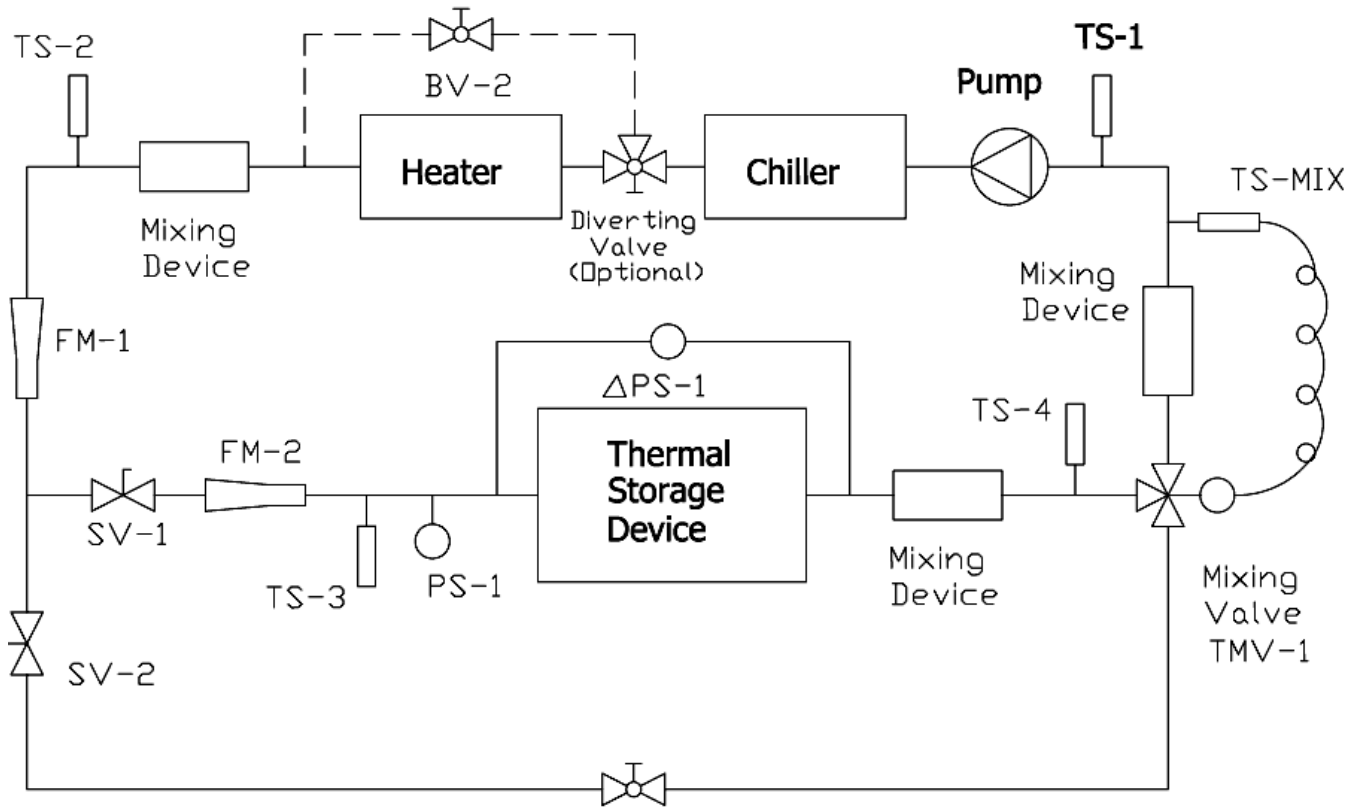 TS-2
BV-2
TS-1
Pump
Heater
Chiller
TS-MIX
Mixing
Device
Diverting
Valve
(Optional)
Mixing
Device
FM-1
△PS-1
TS-4
FM-2
Thermal
Storage
Device
SV-1
TS-3
PS-1
Mixing
Device
Mixing
Valve
TMV-1
SV-2